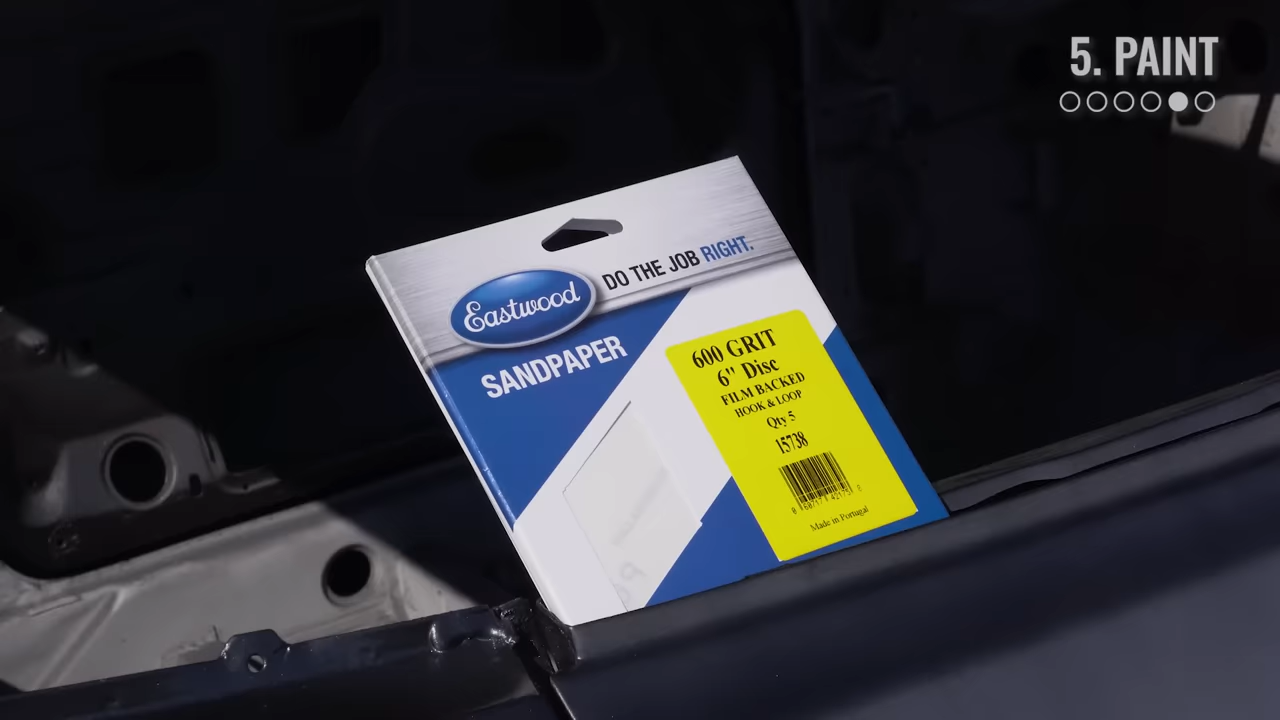 5. PAINT
Eastwood
DO THE JOB RIGHT.
SANDPAPER
600 GRIT
6" Disc
FILM BACKED
HOOK & LOOP
Qty 5
15738
Made in Portugal